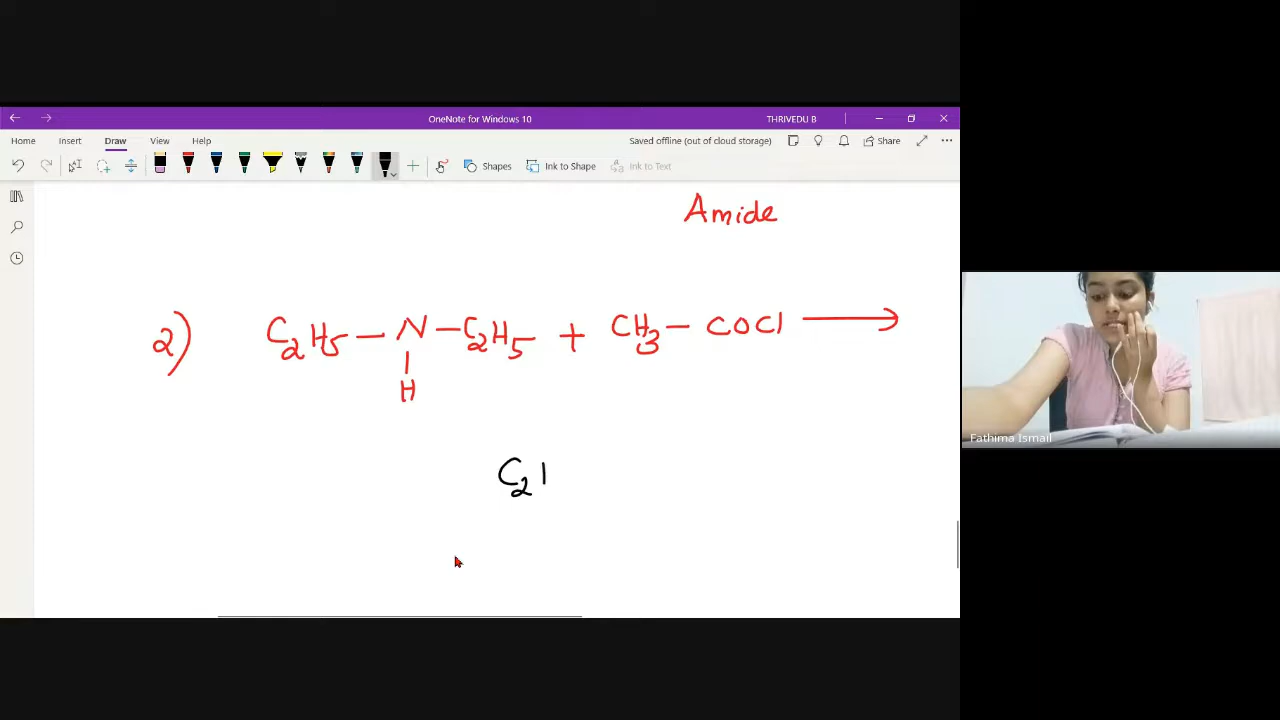 OneNote for Windows 10
THRIVEDU B
Home Insert Draw View Help
Saved offline (out of cloud storage)
Share
Shapes
Ink to Shape
Ink to Text
Amide
2) C2H5 — N — C2H5 + CH3 — COCl ⟶
H
C2 I
Fathima Ismail